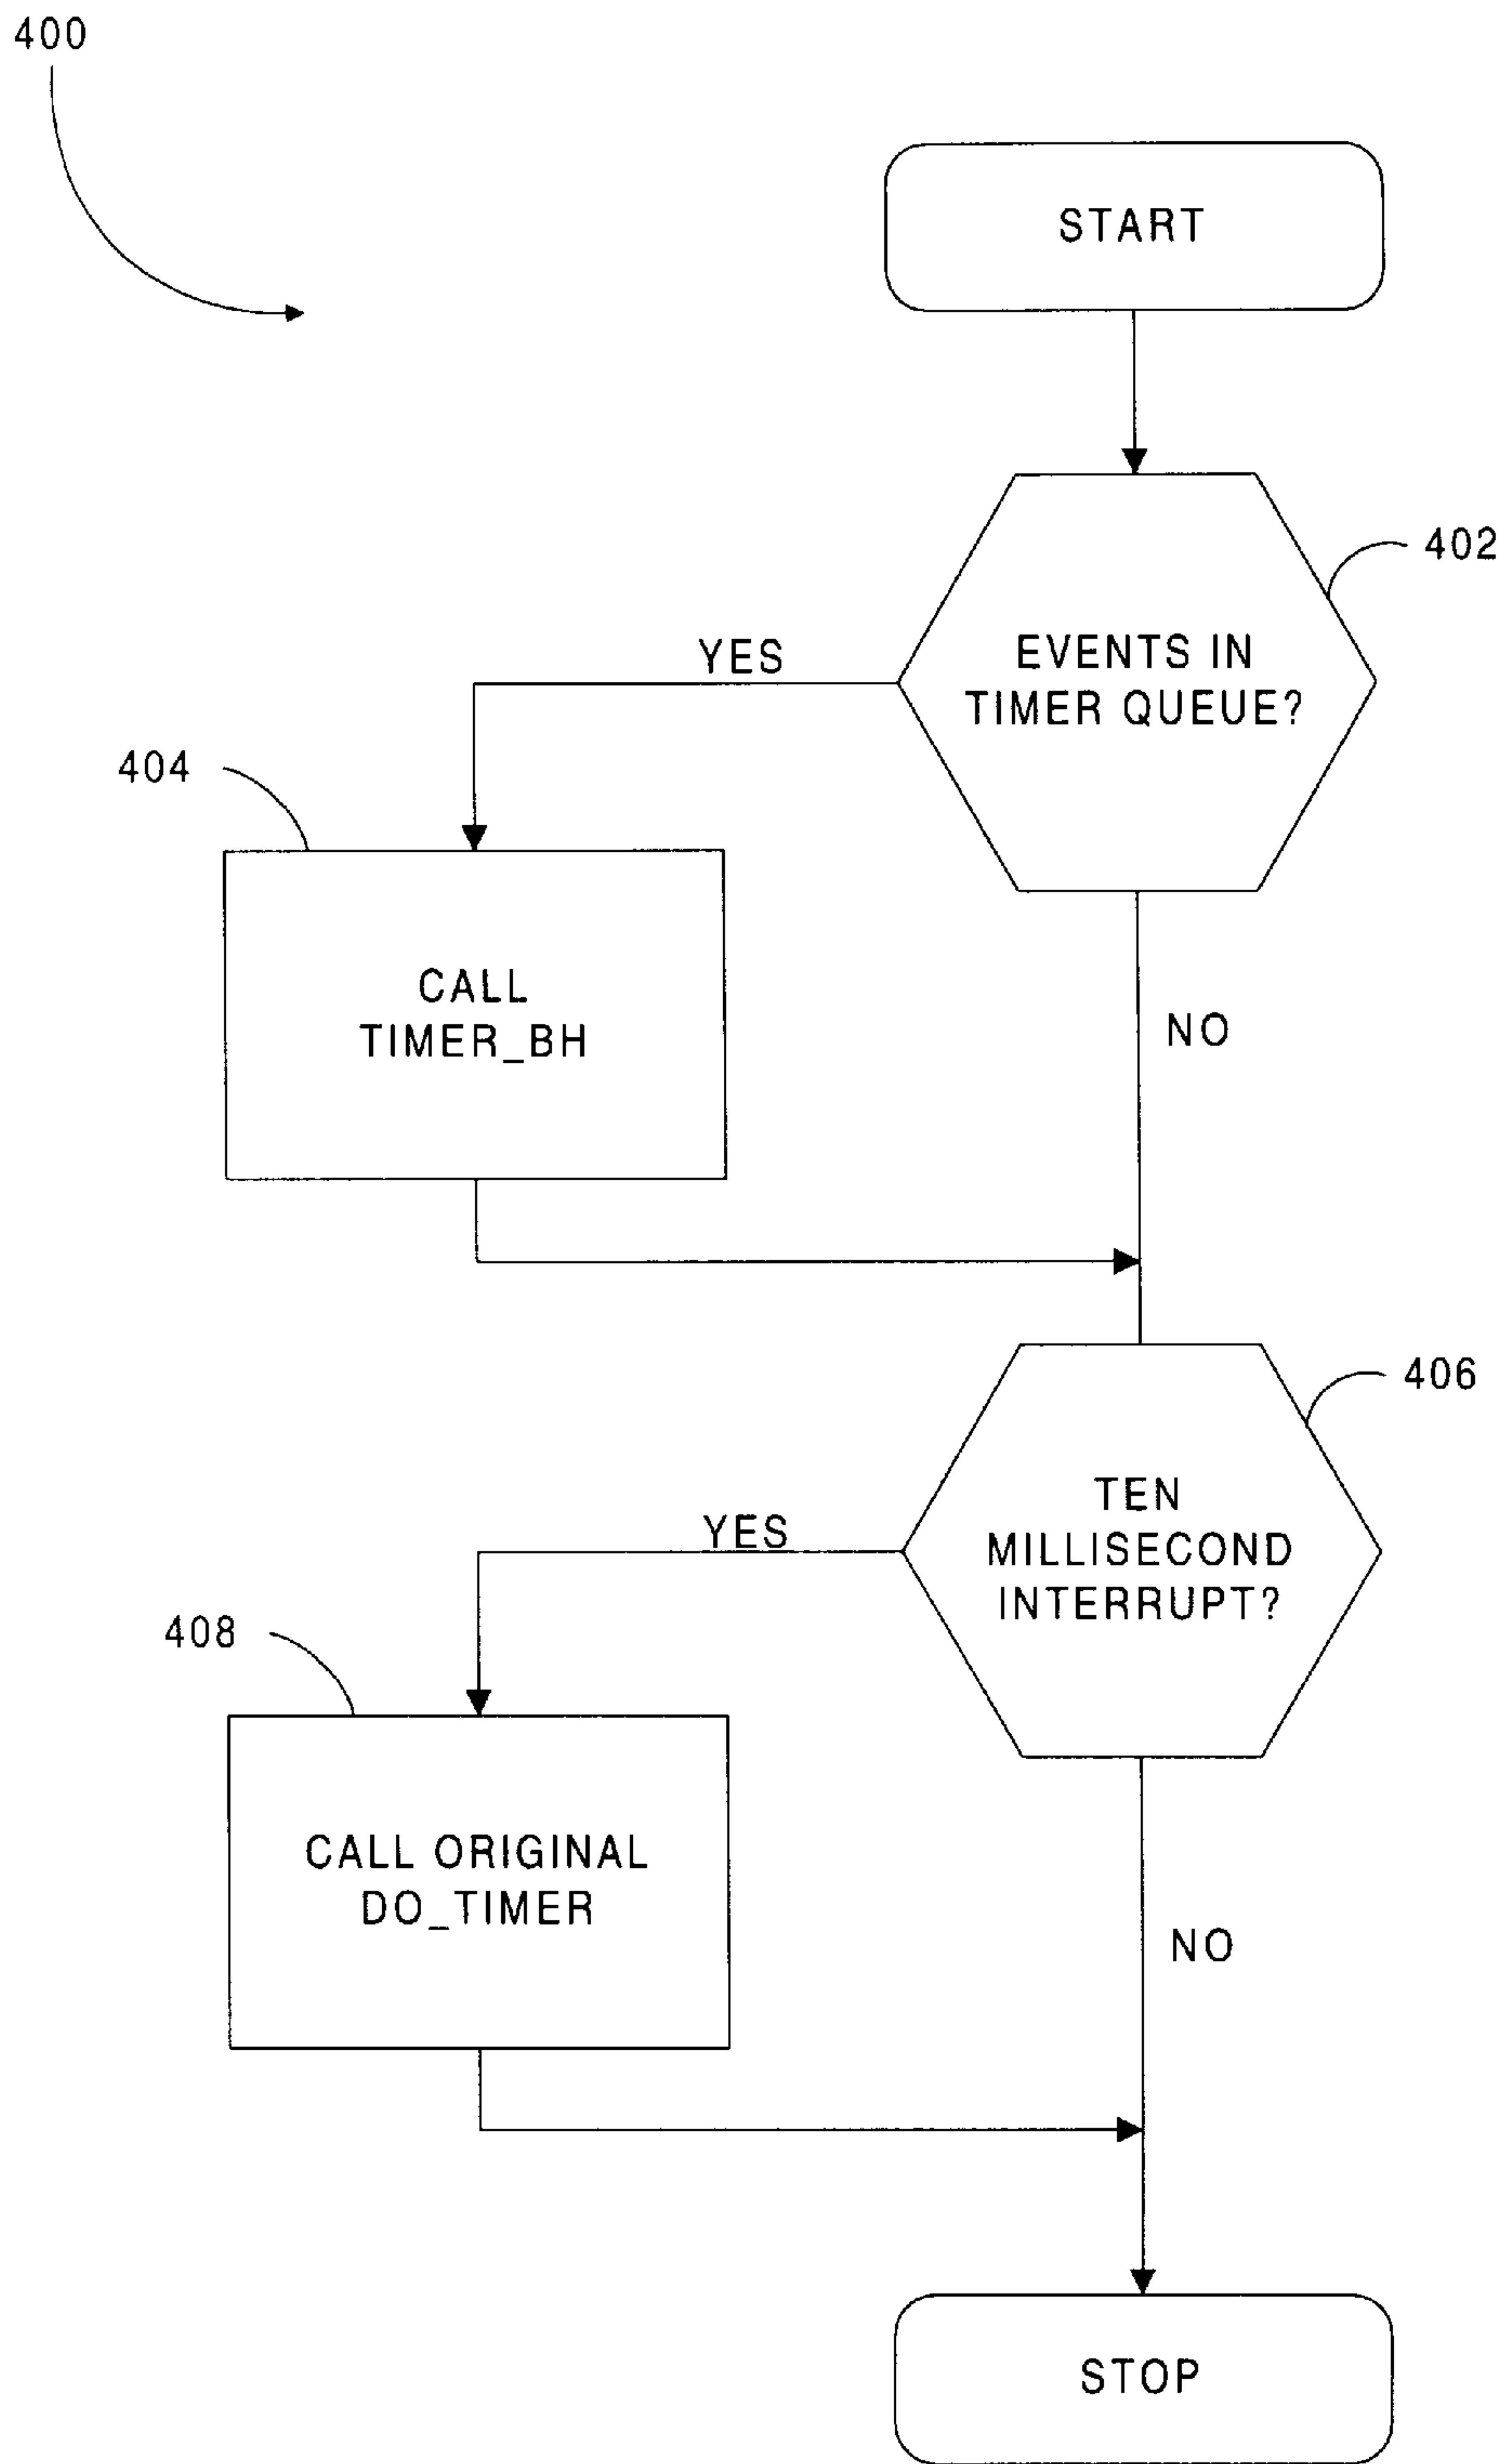 400
START
402
EVENTS IN
TIMER QUEUE?
YES
404
CALL
TIMER_BH
NO
406
TEN
MILLISECOND
INTERRUPT?
YES
408
CALL ORIGINAL
DO_TIMER
NO
STOP